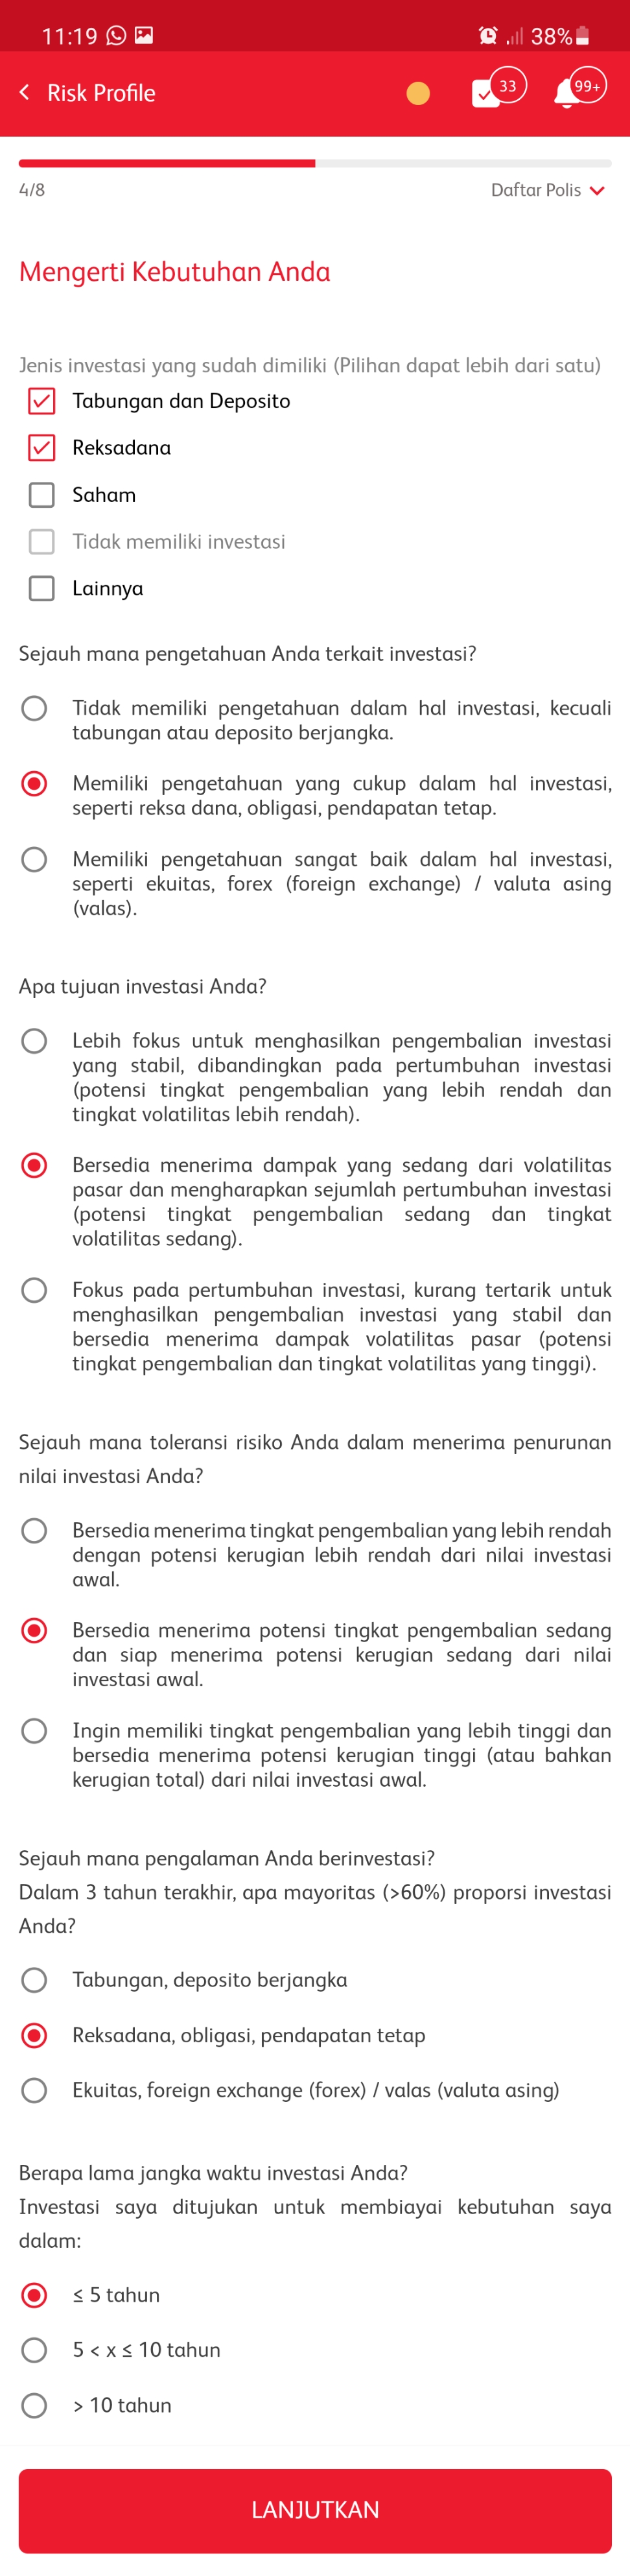 11:19
38%
Risk Profile
33
99+
4/8
Daftar Polis
Mengerti Kebutuhan Anda
Jenis investasi yang sudah dimiliki (Pilihan dapat lebih dari satu)
Tabungan dan Deposito
Reksadana
Saham
Tidak memiliki investasi
Lainnya
Sejauh mana pengetahuan Anda terkait investasi?
Tidak memiliki pengetahuan dalam hal investasi, kecuali
tabungan atau deposito berjangka.
Memiliki pengetahuan yang cukup dalam hal investasi,
seperti reksa dana, obligasi, pendapatan tetap.
Memiliki pengetahuan sangat baik dalam hal investasi,
seperti ekuitas, forex (foreign exchange) / valuta asing
(valas).
Apa tujuan investasi Anda?
Lebih fokus untuk menghasilkan pengembalian investasi
yang stabil, dibandingkan pada pertumbuhan investasi
(potensi tingkat pengembalian yang lebih rendah dan
tingkat volatilitas lebih rendah).
Bersedia menerima dampak yang sedang dari volatilitas
pasar dan mengharapkan sejumlah pertumbuhan investasi
(potensi tingkat pengembalian sedang dan tingkat
volatilitas sedang).
Fokus pada pertumbuhan investasi, kurang tertarik untuk
menghasilkan pengembalian investasi yang stabil dan
bersedia menerima dampak volatilitas pasar (potensi
tingkat pengembalian dan tingkat volatilitas yang tinggi).
Sejauh mana toleransi risiko Anda dalam menerima penurunan
nilai investasi Anda?
Bersedia menerima tingkat pengembalian yang lebih rendah
dengan potensi kerugian lebih rendah dari nilai investasi
awal.
Bersedia menerima potensi tingkat pengembalian sedang
dan siap menerima potensi kerugian sedang dari nilai
investasi awal.
Ingin memiliki tingkat pengembalian yang lebih tinggi dan
bersedia menerima potensi kerugian tinggi (atau bahkan
kerugian total) dari nilai investasi awal.
Sejauh mana pengalaman Anda berinvestasi?
Dalam 3 tahun terakhir, apa mayoritas (>60%) proporsi investasi
Anda?
Tabungan, deposito berjangka
Reksadana, obligasi, pendapatan tetap
Ekuitas, foreign exchange (forex) / valas (valuta asing)
Berapa lama jangka waktu investasi Anda?
Investasi saya ditujukan untuk membiayai kebutuhan saya
dalam:
≤ 5 tahun
5 < x ≤ 10 tahun
> 10 tahun
LANJUTKAN